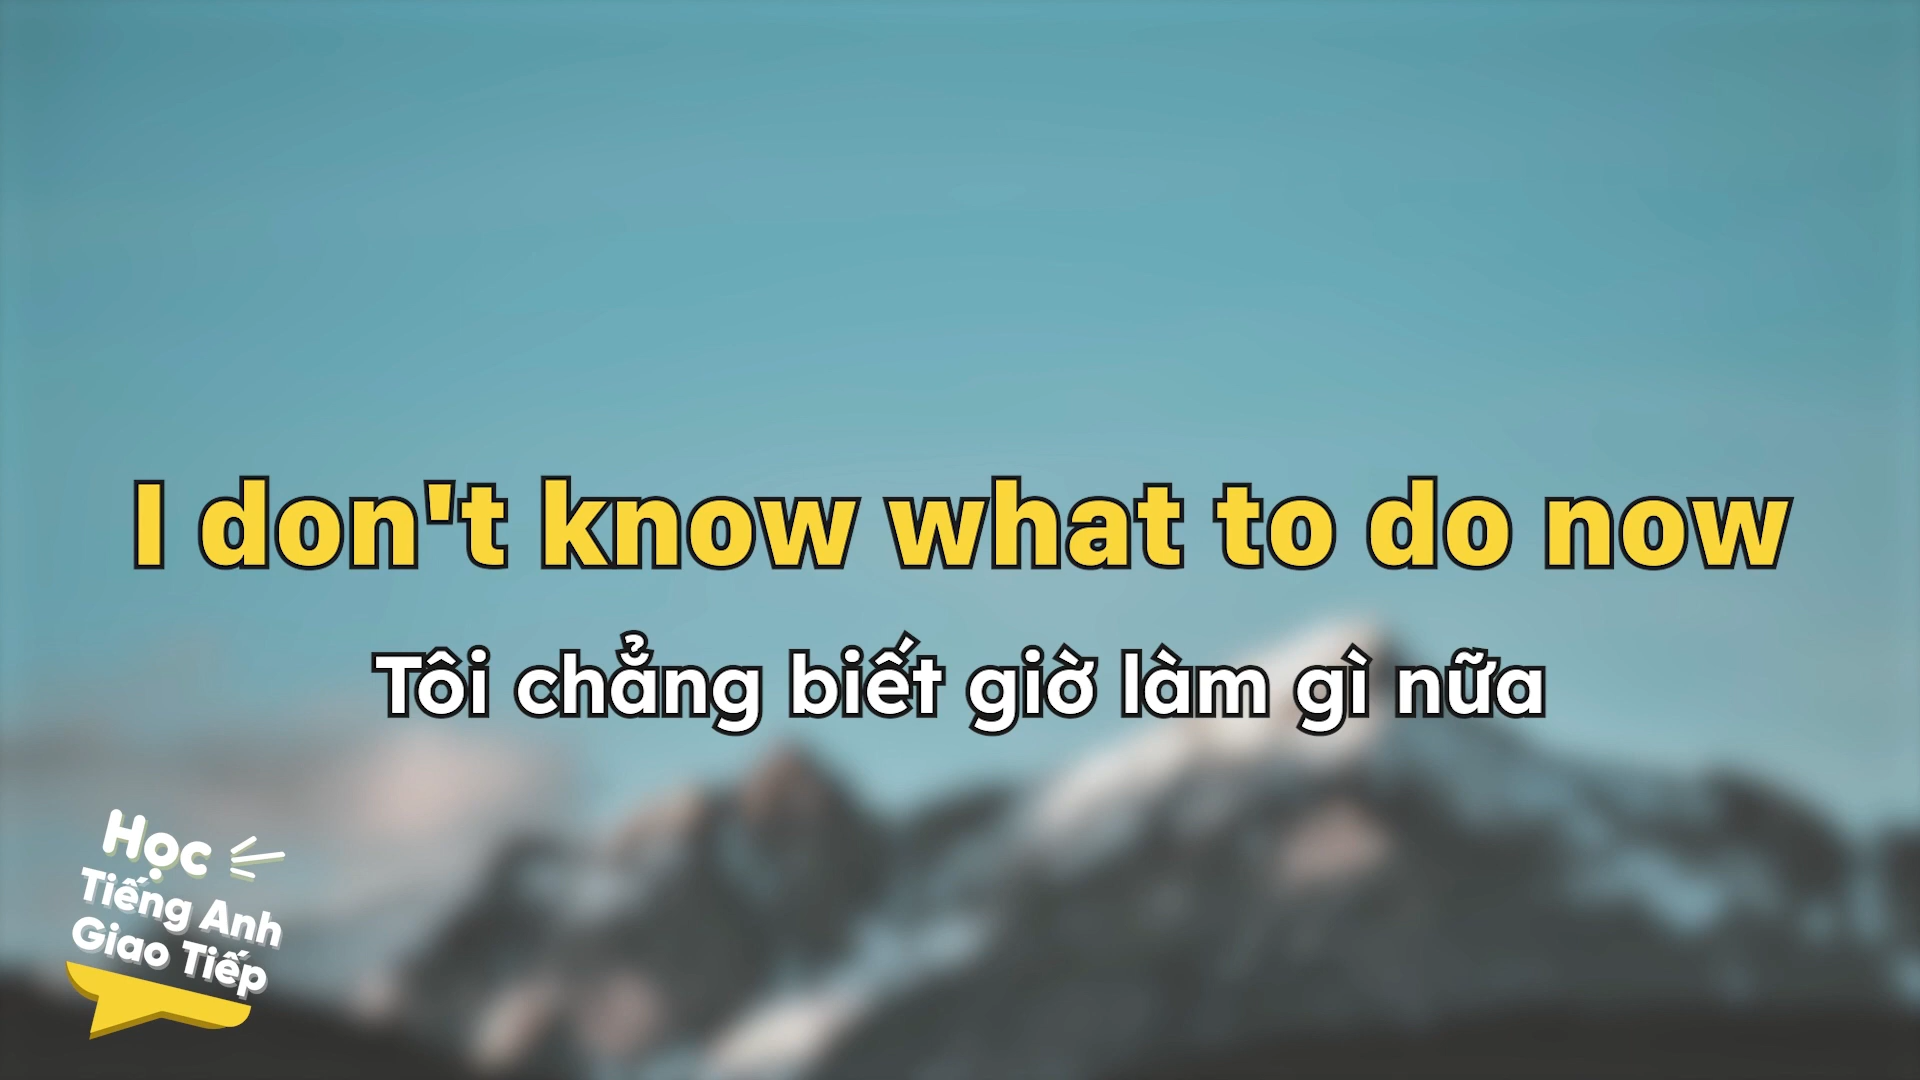 I don't know what to do now
Tôi chẳng biết giờ làm gì nữa
Học
Tiếng Anh
Giao Tiếp